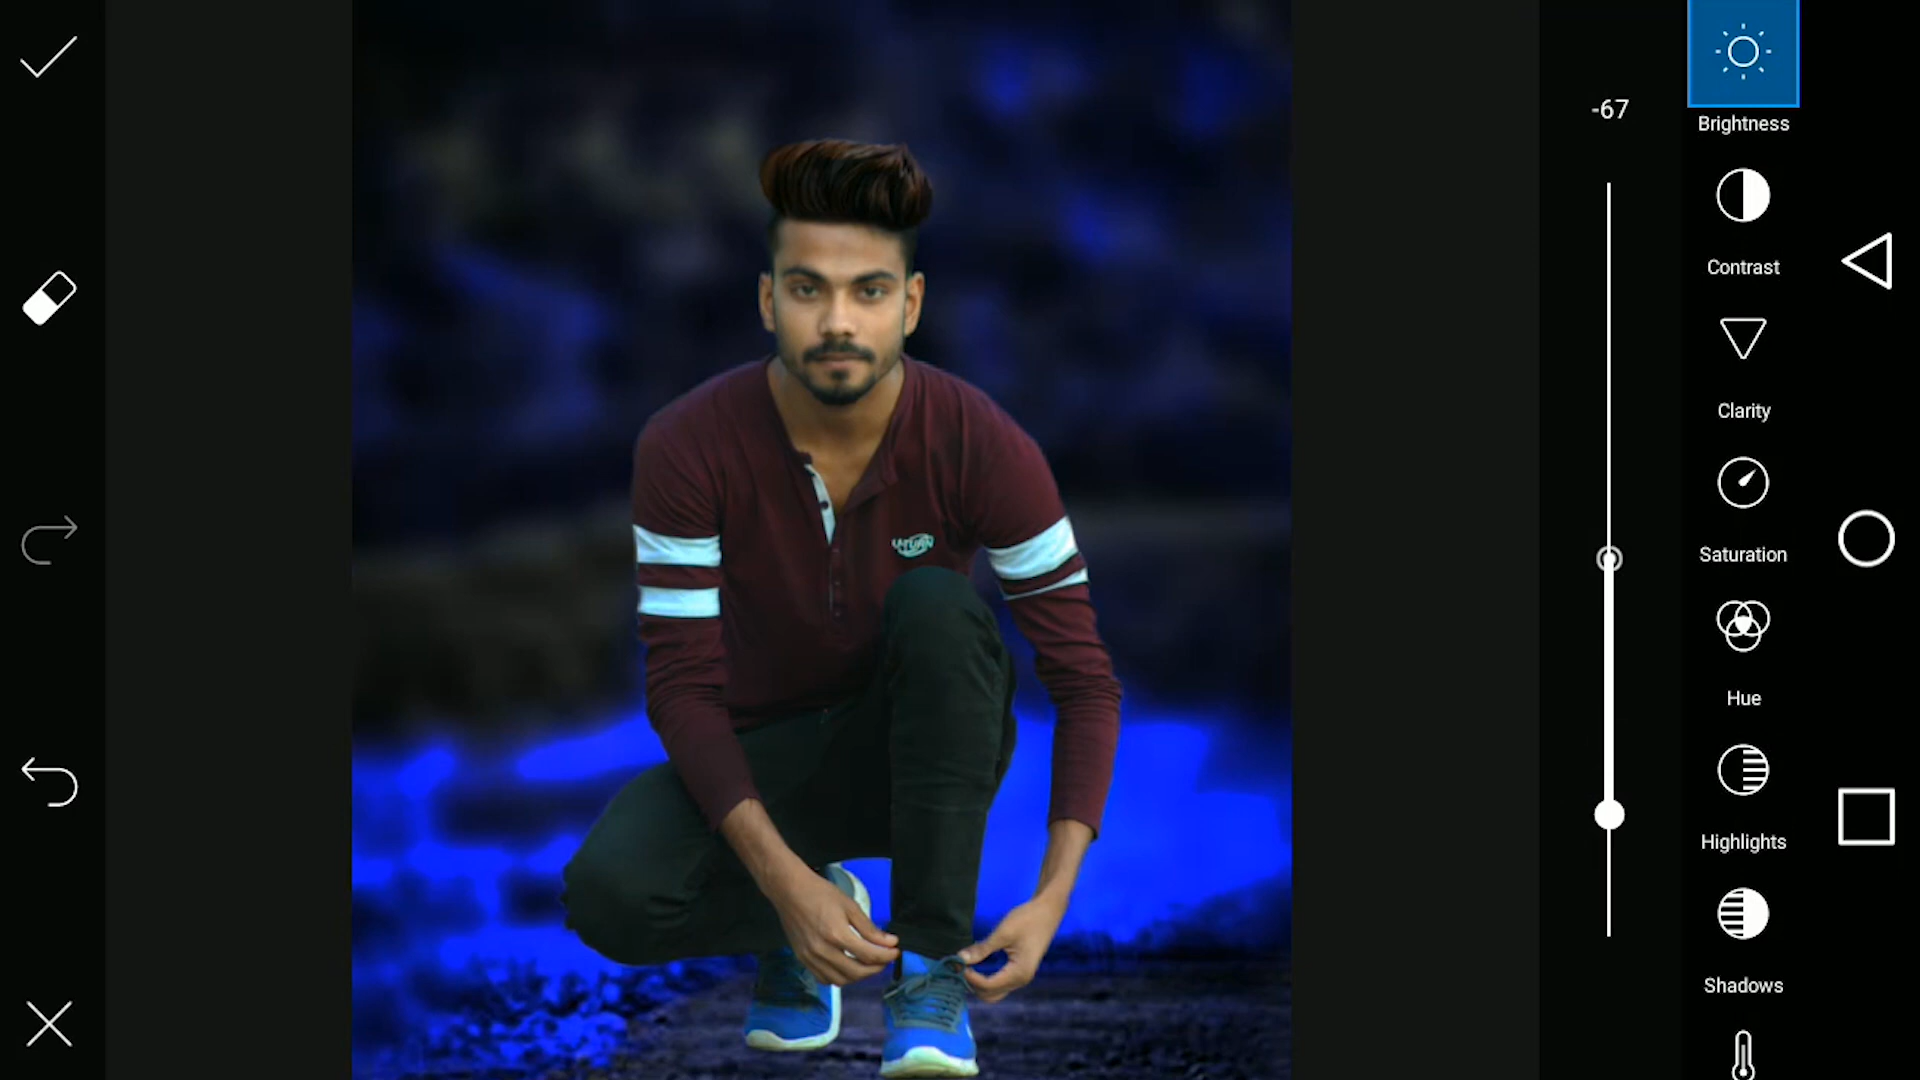 -67
Brightness
Contrast
Clarity
Saturation
Hue
Highlights
Shadows